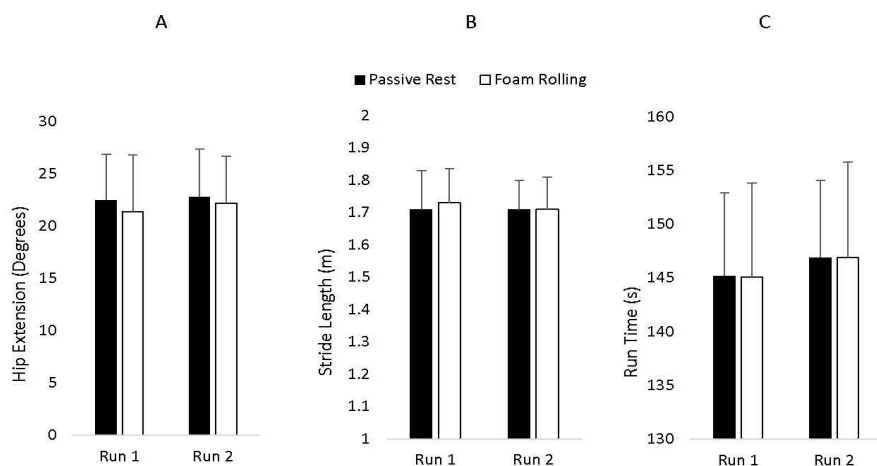 A
B
C
Passive Rest
Foam Rolling
Hip Extension (Degrees)
30
25
20
15
10
5
0
Run 1
Run 2
Stride Length (m)
2
1.9
1.8
1.7
1.6
1.5
1.4
1.3
1.2
1.1
1
Run 1
Run 2
Run Time (s)
160
155
150
145
140
135
130
Run 1
Run 2